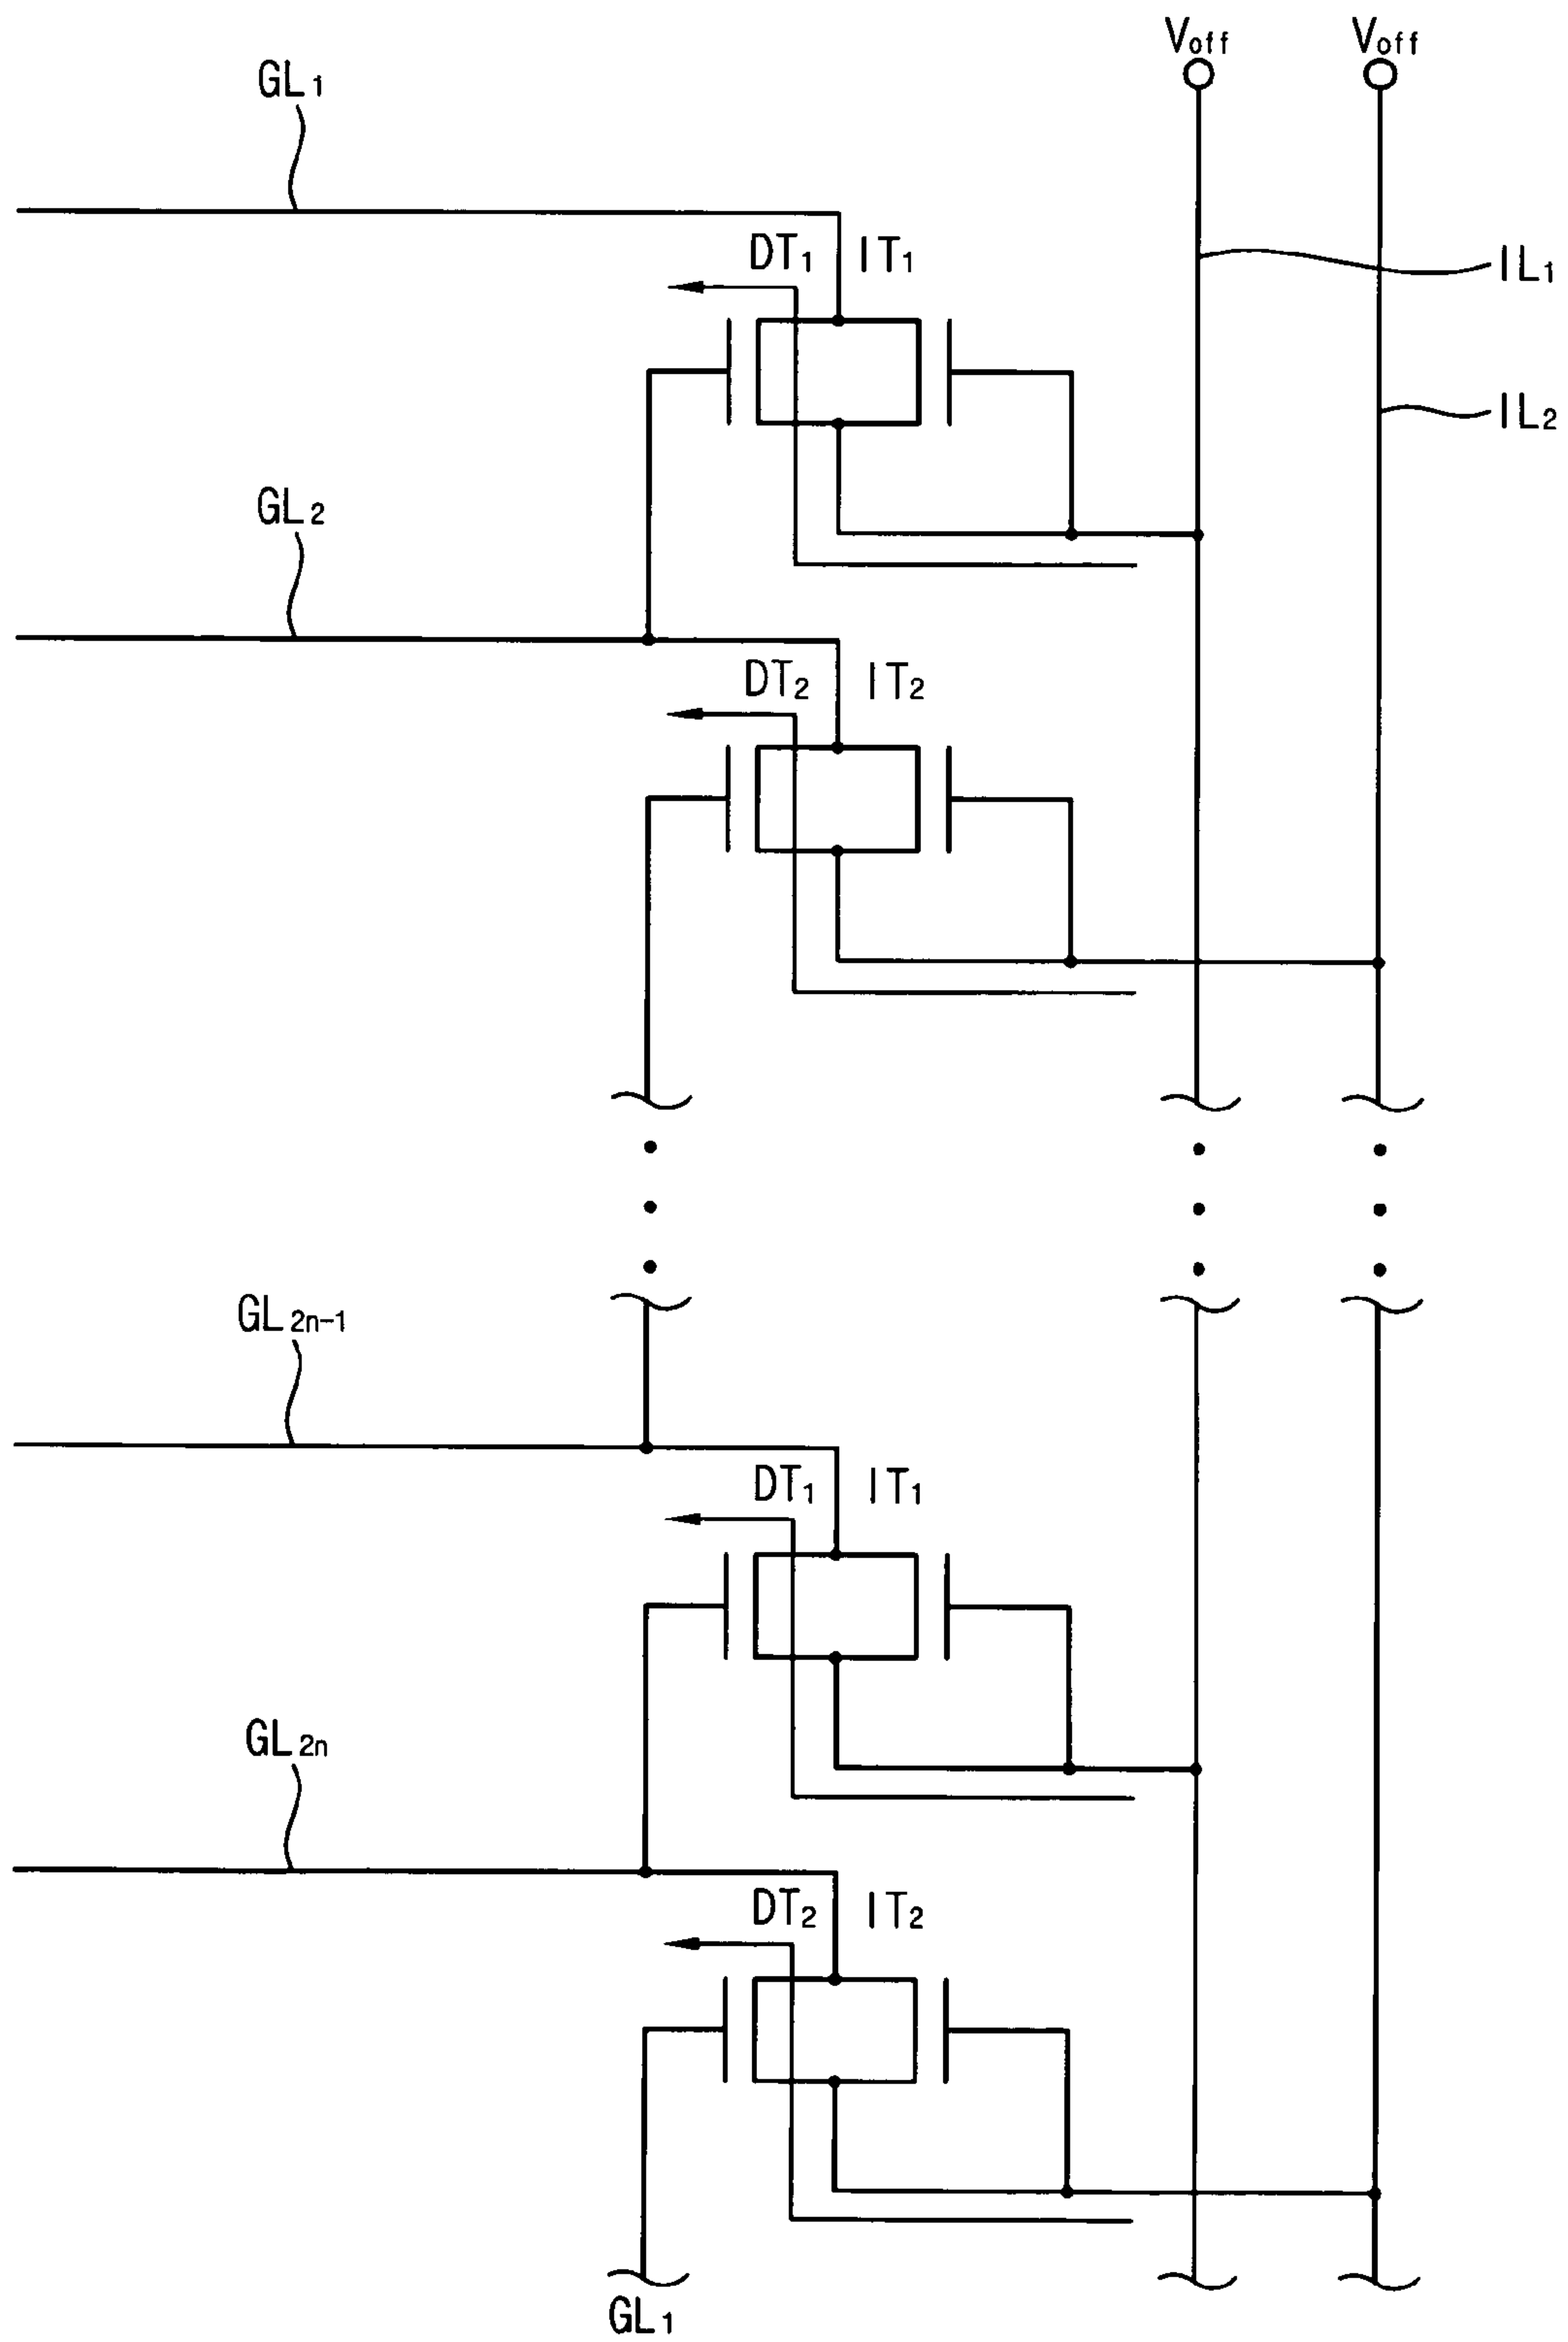 Voff Voff
GL1
DT1 IT1
IL1
IL2
GL2
DT2 IT2
GL2n-1
DT1 IT1
GL2n
DT2 IT2
GL1